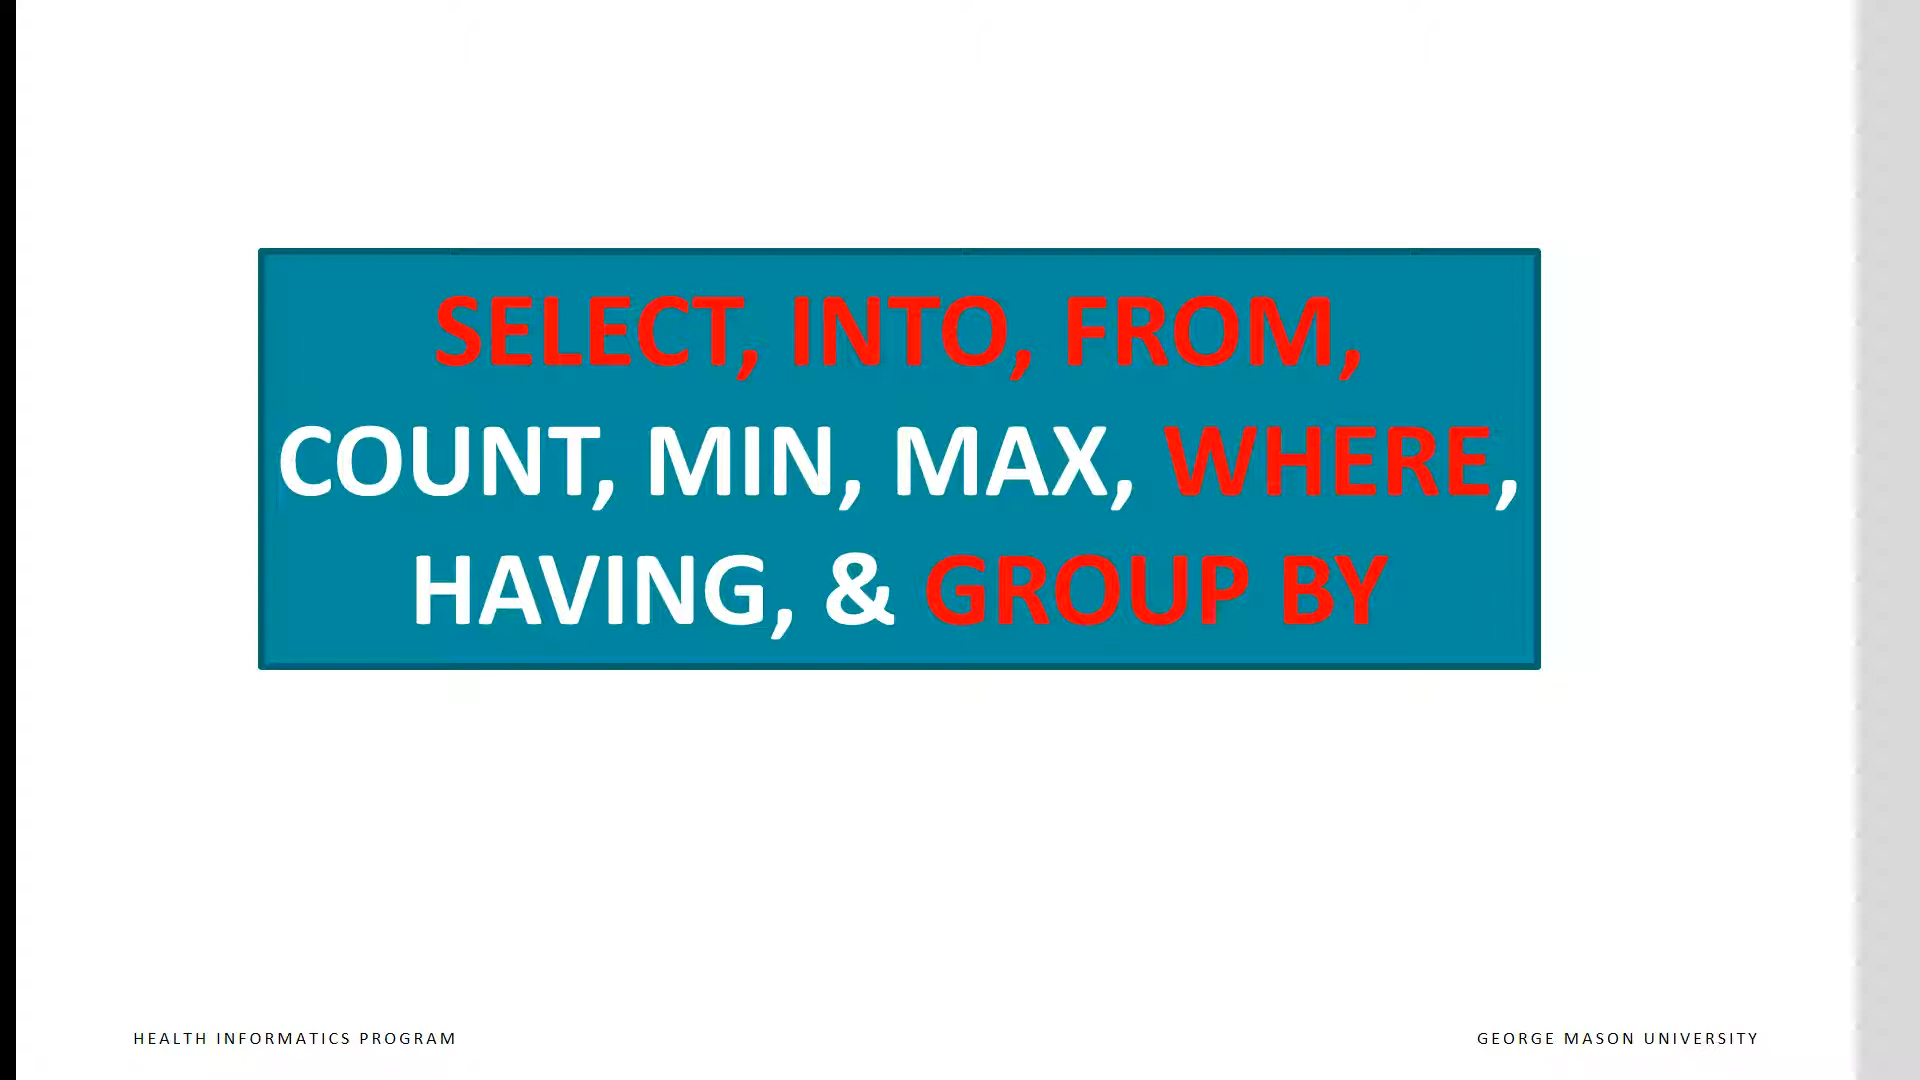 SELECT, INTO, FROM,
COUNT, MIN, MAX, WHERE,
HAVING, & GROUP BY
HEALTH INFORMATICS PROGRAM
GEORGE MASON UNIVERSITY